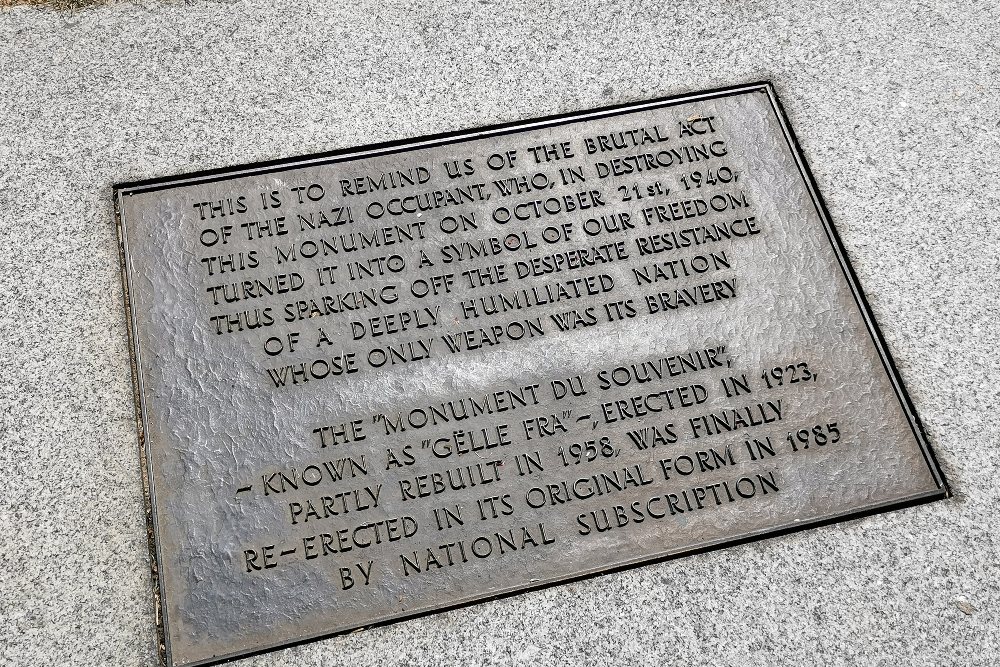 THIS IS TO REMIND US OF THE BRUTAL ACT
OF THE NAZI OCCUPANT, WHO, IN DESTROYING
THIS MONUMENT ON OCTOBER 21st, 1940,
TURNED IT INTO A SYMBOL OF OUR FREEDOM
THUS SPARKING OFF THE DESPERATE RESISTANCE
OF A DEEPLY HUMILIATED NATION
WHOSE ONLY WEAPON WAS ITS BRAVERY
THE "MONUMENT DU SOUVENIR",
- KNOWN AS "GËLLE FRA" -, ERECTED IN 1923,
PARTLY REBUILT IN 1958, WAS FINALLY
RE-ERECTED IN ITS ORIGINAL FORM IN 1985
BY NATIONAL SUBSCRIPTION